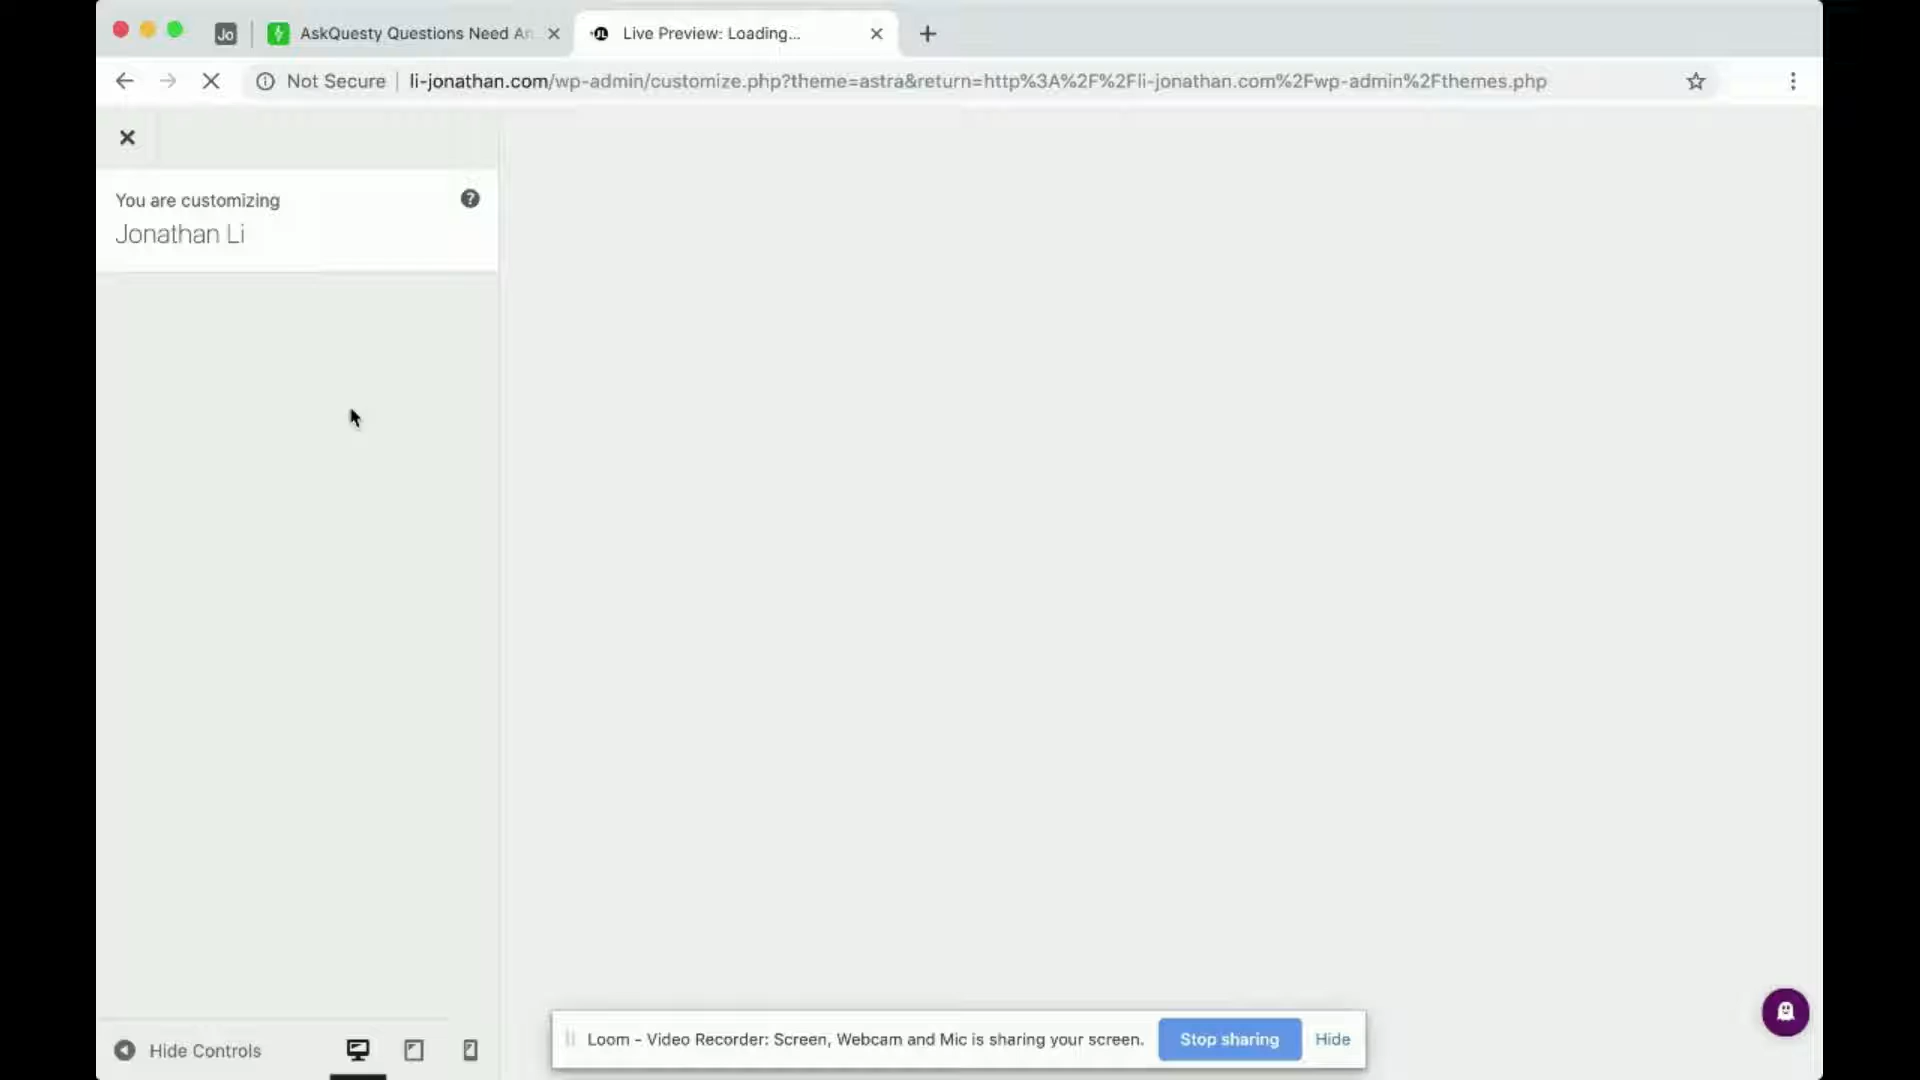 Jo
AskQuesty Questions Need An
Live Preview: Loading...
Not Secure | li-jonathan.com/wp-admin/customize.php?theme=astra&return=http%3A%2F%2Fli-jonathan.com%2Fwp-admin%2Fthemes.php
You are customizing
Jonathan Li
Hide Controls
Loom - Video Recorder: Screen, Webcam and Mic is sharing your screen.
Stop sharing
Hide